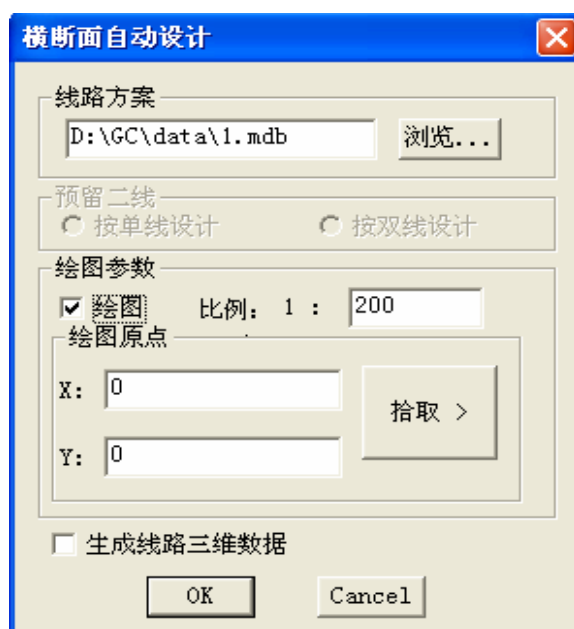 横断面自动设计
线路方案
D:\GC\data\1.mdb 浏览...
预留二线
按单线设计 按双线设计
绘图参数
绘图 比例: 1 : 200
绘图原点
X: 0
拾取 >
Y: 0
生成线路三维数据
OK Cancel